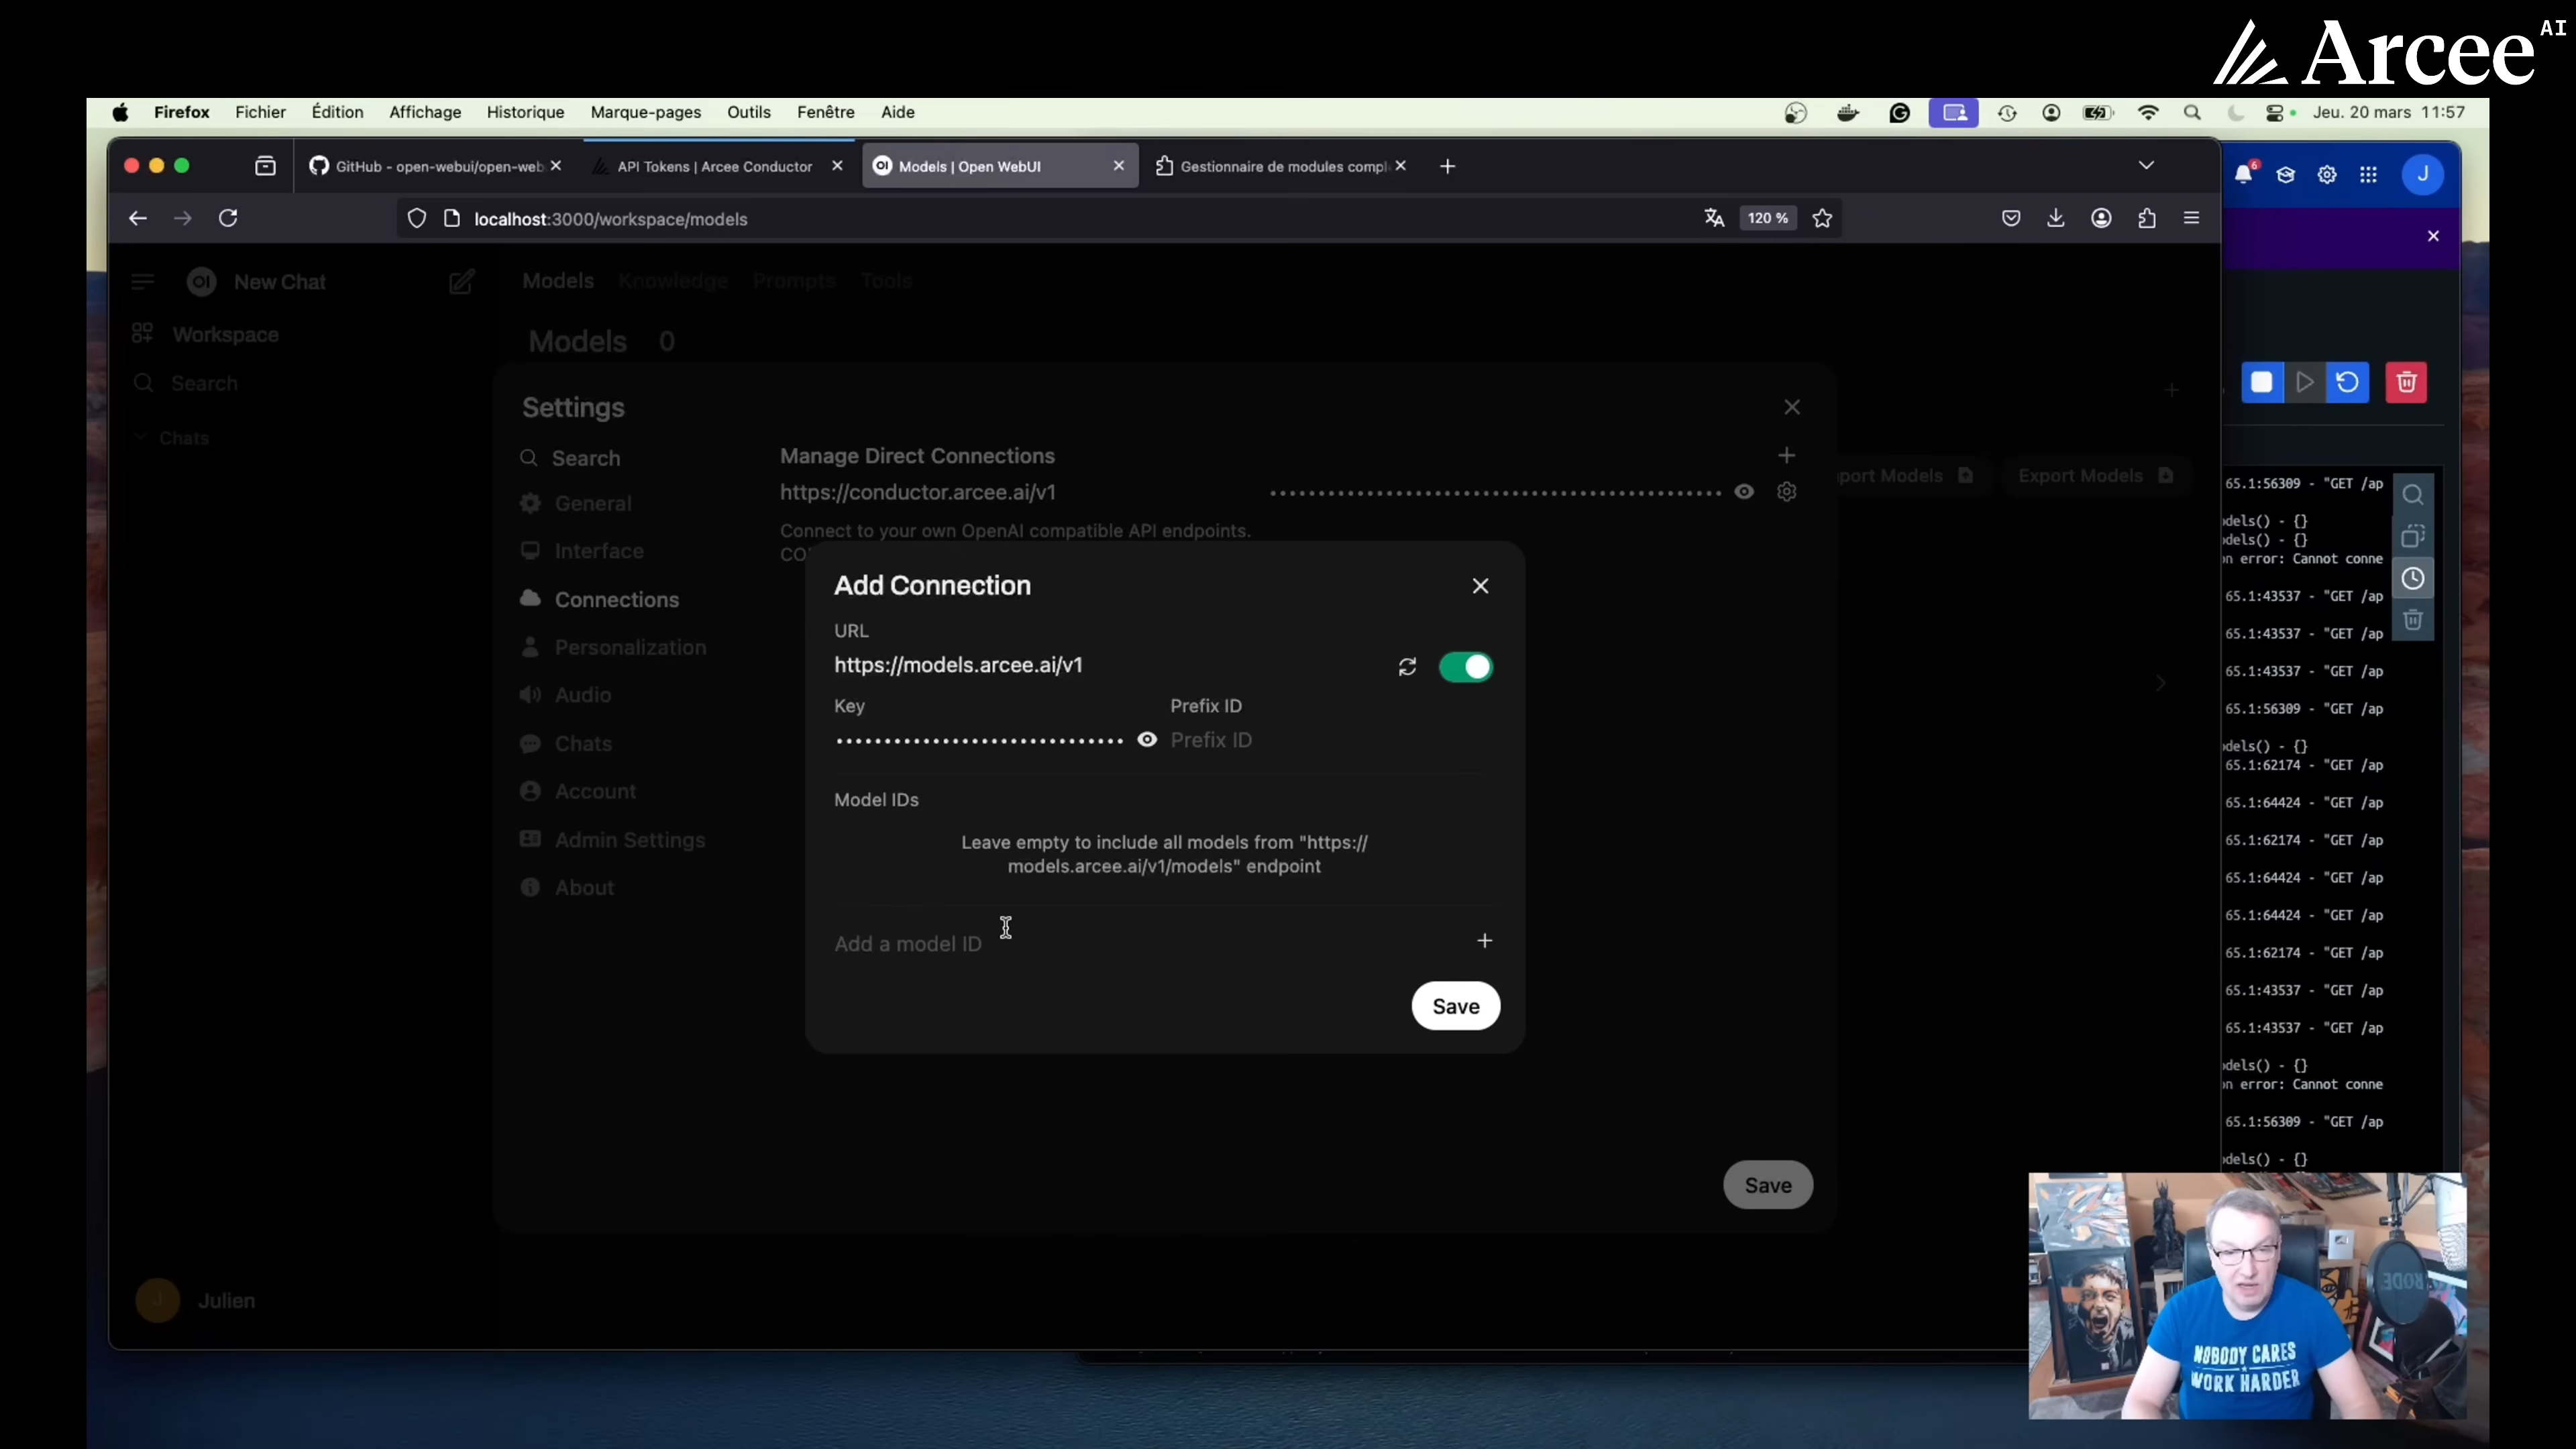 Arcee AI
Firefox Fichier Édition Affichage Historique Marque-pages Outils Fenêtre Aide
Jeu. 20 mars 11:57
GitHub - open-webui/open-web
API Tokens | Arcee Conductor
Models | Open WebUI
Gestionnaire de modules compl
localhost:3000/workspace/models
120 %
6
J
New Chat
Workspace
Search
Chats
Models Knowledge Prompts Tools
Models 0
port Models
Export Models
Settings
Search
General
Interface
Connections
Personalization
Audio
Chats
Account
Admin Settings
About
Manage Direct Connections
https://conductor.arcee.ai/v1
Connect to your own OpenAI compatible API endpoints.
CO
Add Connection
URL
https://models.arcee.ai/v1
Key
Prefix ID
Prefix ID
Model IDs
Leave empty to include all models from "https://
models.arcee.ai/v1/models" endpoint
Add a model ID
Save
Save
J
Julien
65.1:56309 - "GET /ap
odels() - {}
odels() - {}
on error: Cannot conne
65.1:43537 - "GET /ap
65.1:43537 - "GET /ap
65.1:43537 - "GET /ap
65.1:56309 - "GET /ap
odels() - {}
65.1:62174 - "GET /ap
65.1:64424 - "GET /ap
65.1:62174 - "GET /ap
65.1:64424 - "GET /ap
65.1:64424 - "GET /ap
65.1:62174 - "GET /ap
65.1:43537 - "GET /ap
65.1:43537 - "GET /ap
odels() - {}
on error: Cannot conne
65.1:56309 - "GET /ap
odels() - {}
RODE
NOBODY CARES
WORK HARDER